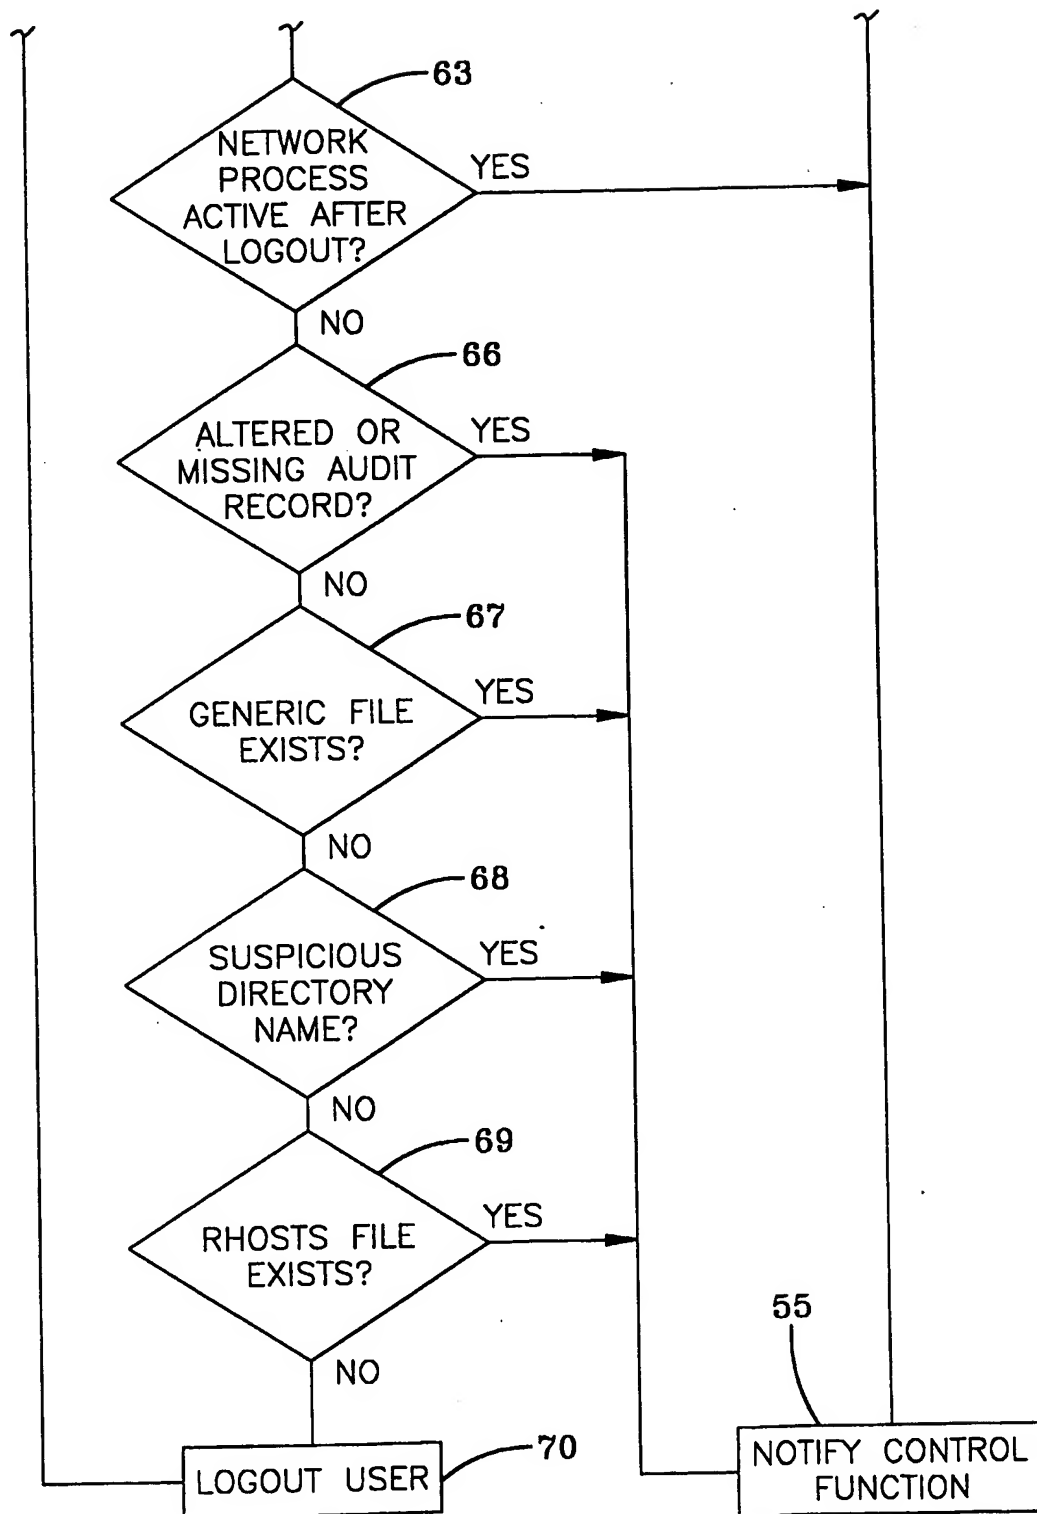 63
NETWORK
PROCESS
ACTIVE AFTER
LOGOUT?
YES
NO
66
ALTERED OR
MISSING AUDIT
RECORD?
YES
NO
67
GENERIC FILE
EXISTS?
YES
NO
68
SUSPICIOUS
DIRECTORY
NAME?
YES
NO
69
RHOSTS FILE
EXISTS?
YES
NO
55
70
LOGOUT USER
NOTIFY CONTROL
FUNCTION